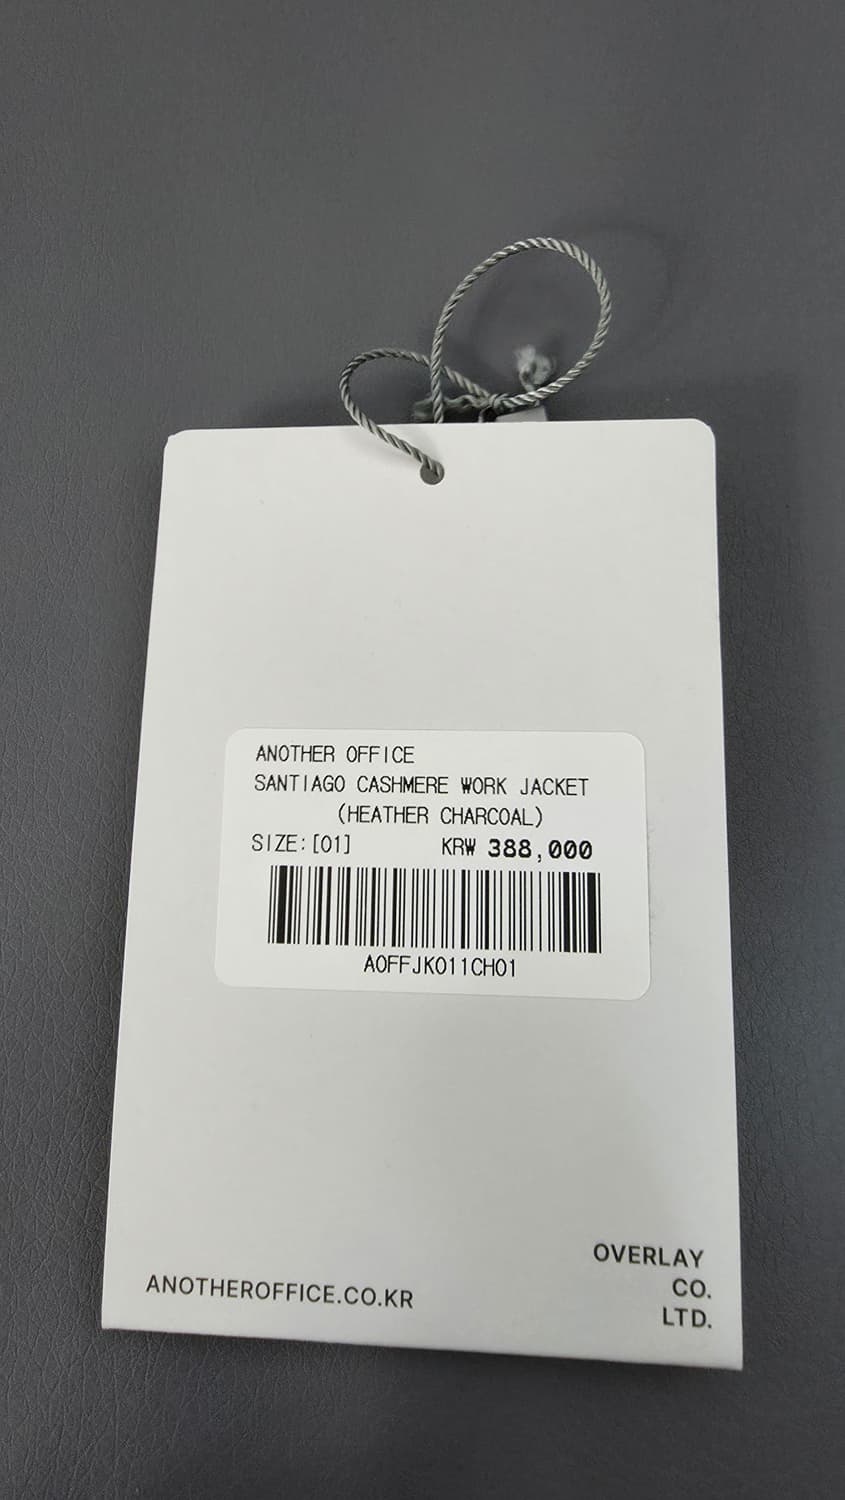 ANOTHER OFFICE
SANTIAGO CASHMERE WORK JACKET
(HEATHER CHARCOAL)
SIZE:[01] KR₩ 388,000
AOFFJK011CH01
ANOTHEROFFICE.CO.KR
OVERLAY
CO.
LTD.